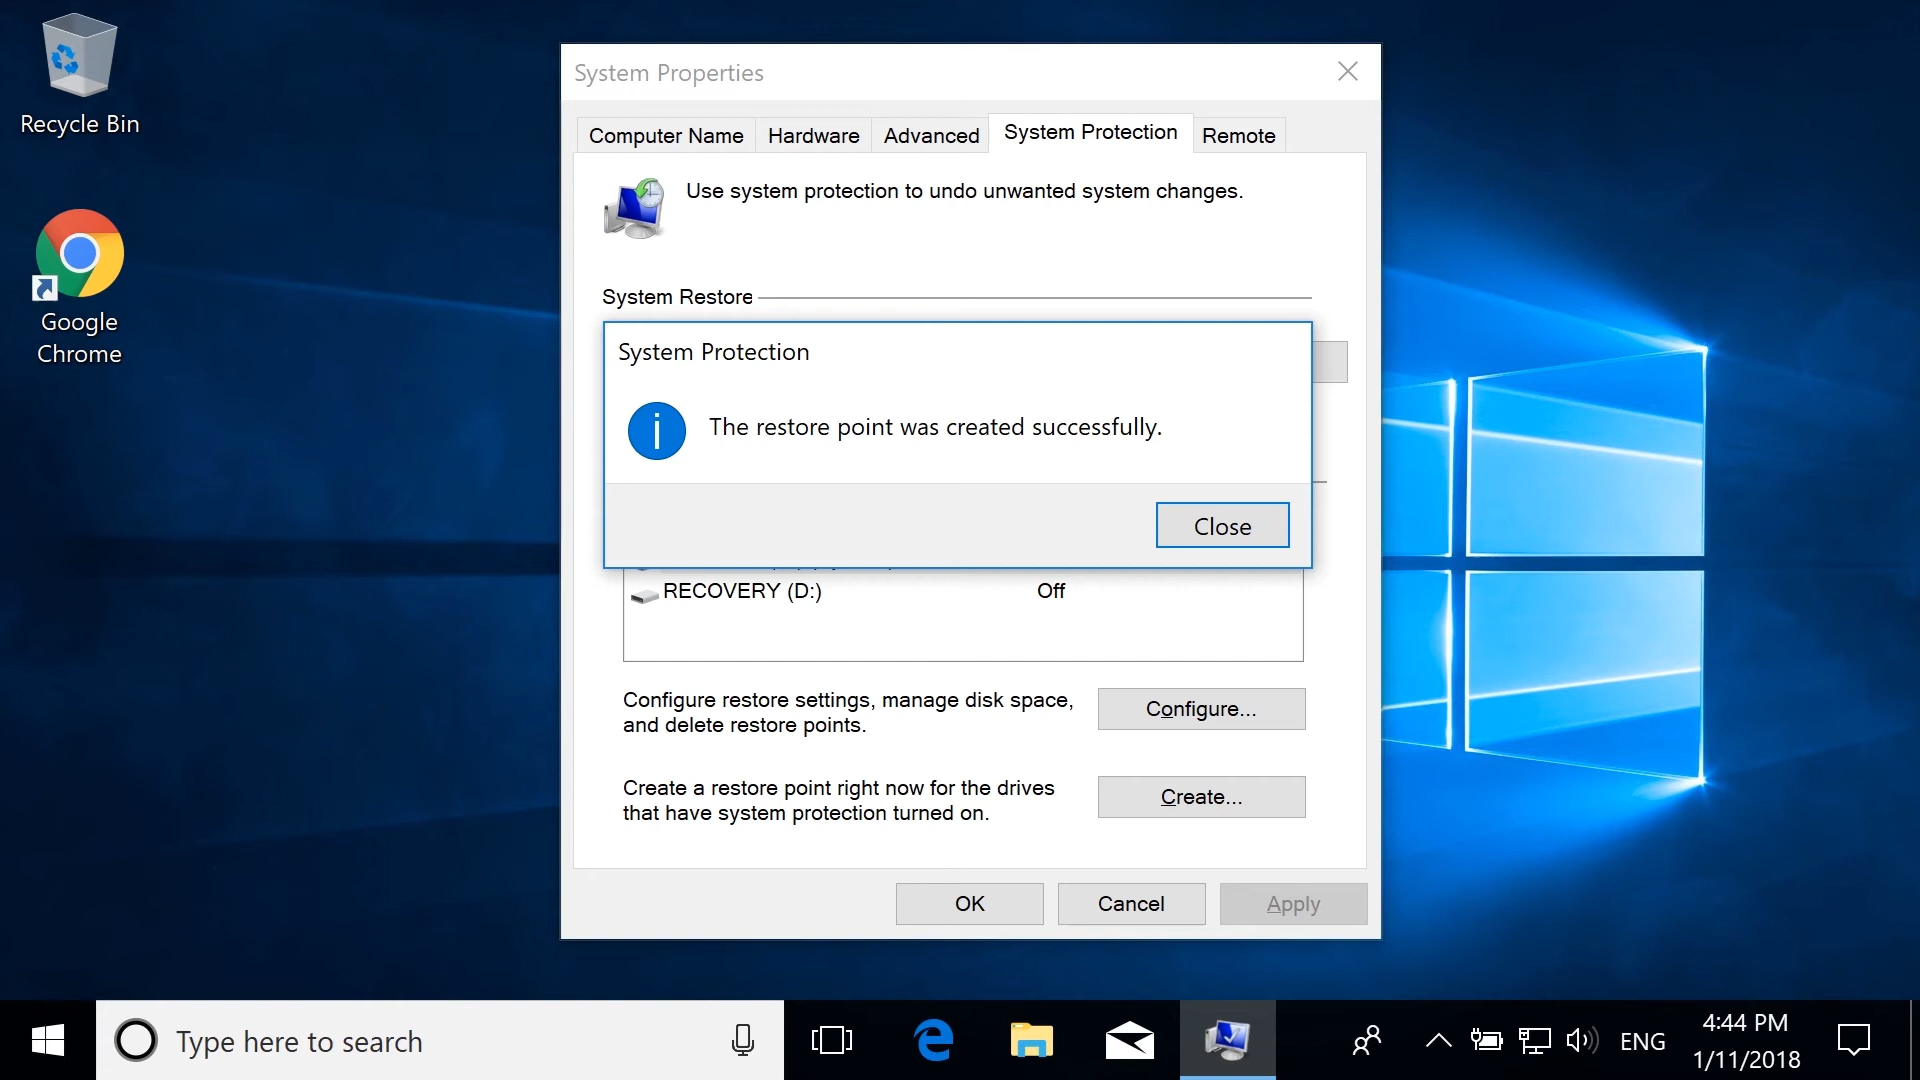 Recycle Bin
Google
Chrome
System Properties
Computer Name
Hardware
Advanced
System Protection
Remote
Use system protection to undo unwanted system changes.
System Restore
System Protection
The restore point was created successfully.
Close
RECOVERY (D:)
Off
Configure restore settings, manage disk space,
and delete restore points.
Configure...
Create a restore point right now for the drives
that have system protection turned on.
Create...
OK
Cancel
Apply
Type here to search
ENG
4:44 PM
1/11/2018